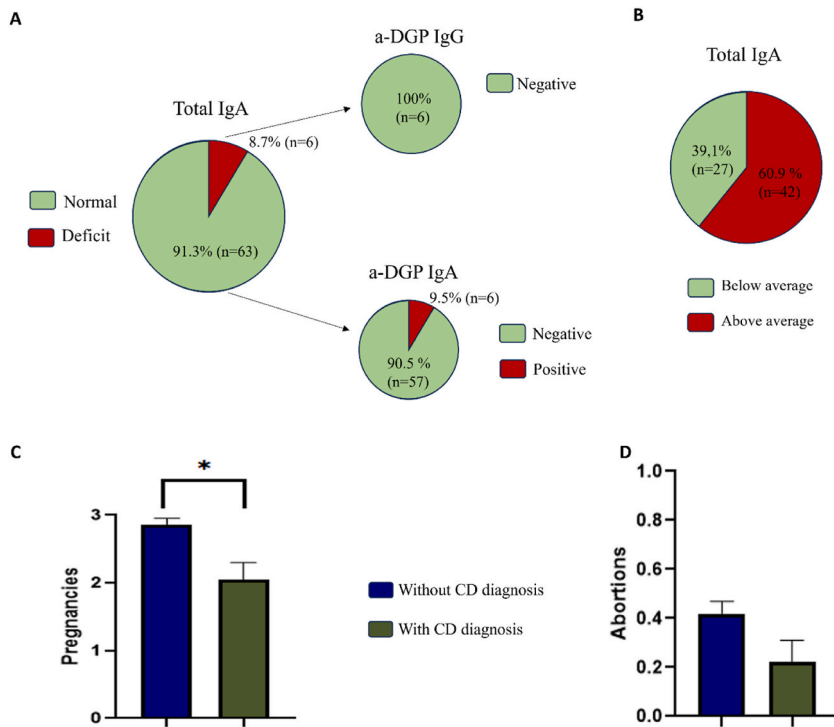 A
a-DGP IgG
100%
(n=6)
Negative
Total IgA
8.7% (n=6)
Normal
Deficit
91.3% (n=63)
a-DGP IgA
9.5% (n=6)
90.5 %
(n=57)
Negative
Positive
B
Total IgA
39,1%
(n=27)
60.9 %
(n=42)
Below average
Above average
C
*
Pregnancies
3
2
1
0
Without CD diagnosis
With CD diagnosis
D
Abortions
1.0
0.8
0.6
0.4
0.2
0.0